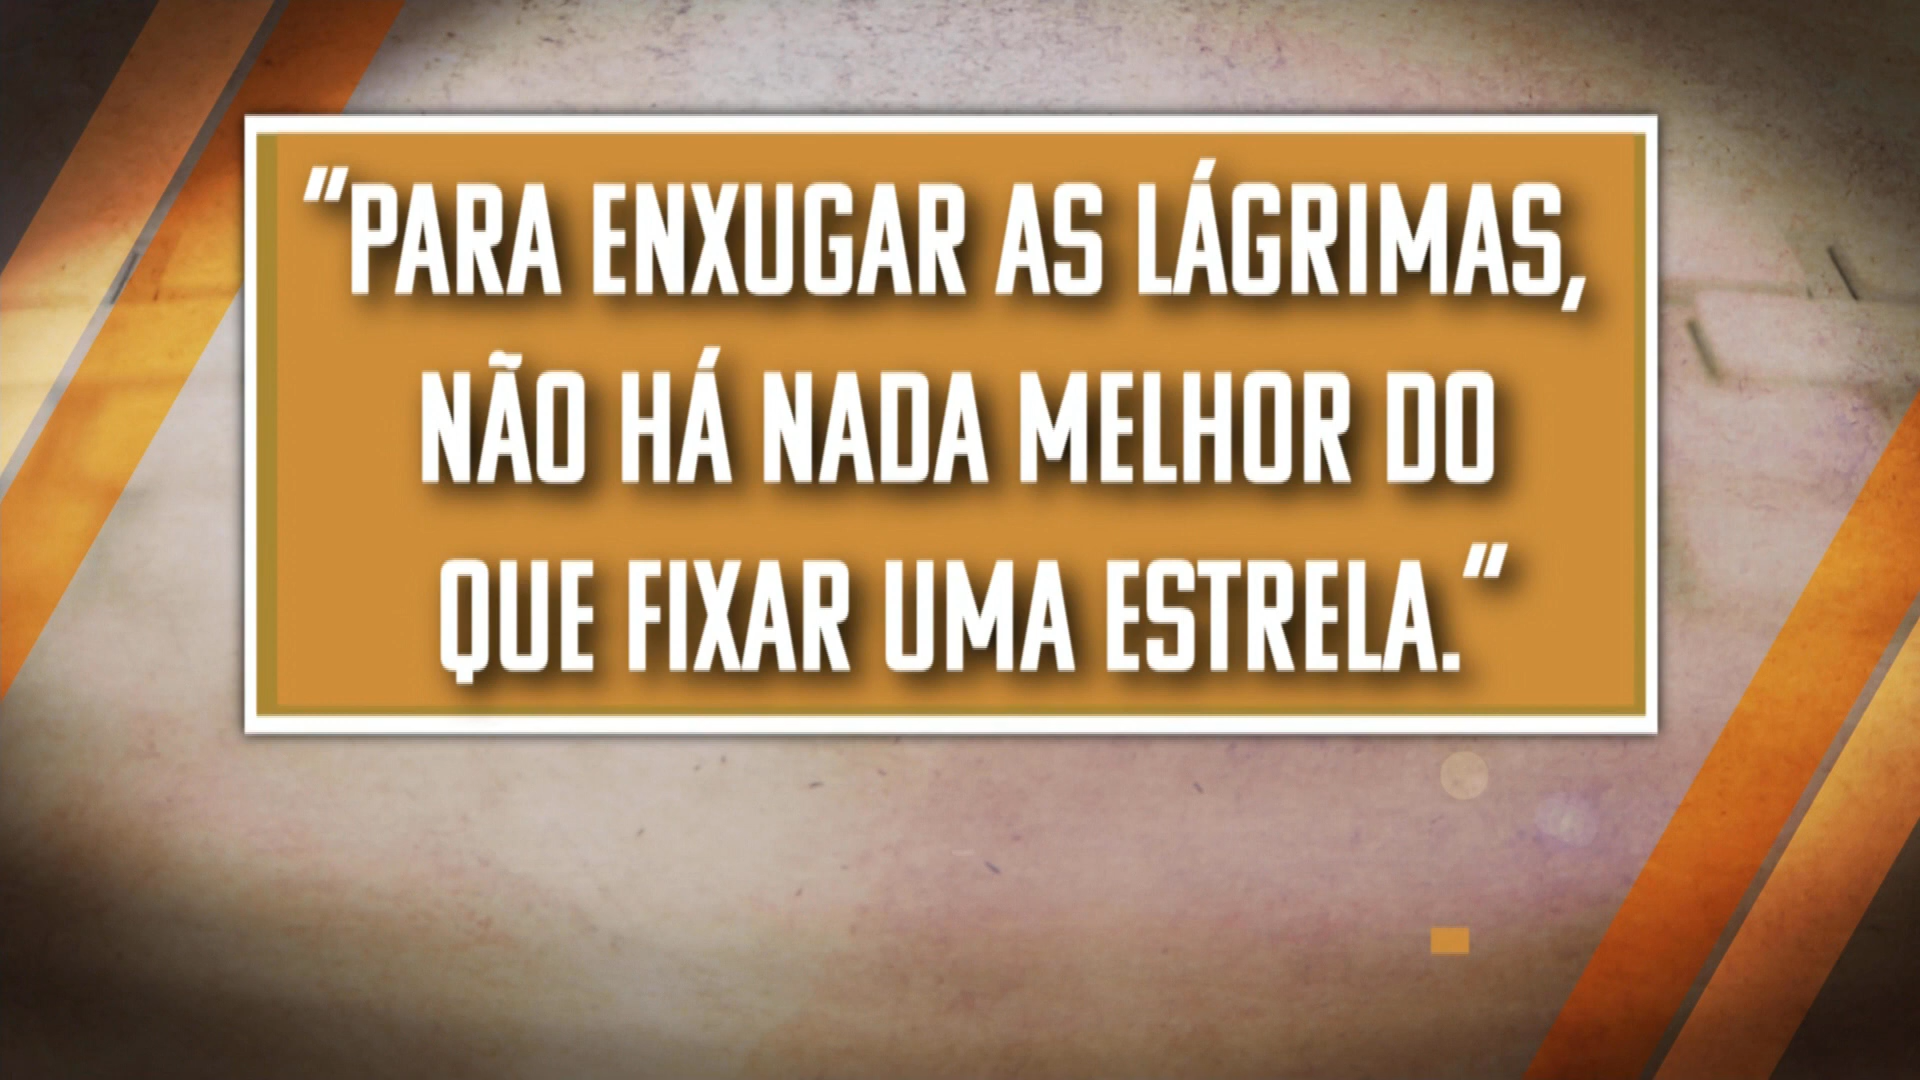 “PARA ENXUGAR AS LÁGRIMAS,
NÃO HÁ NADA MELHOR DO
QUE FIXAR UMA ESTRELA.”